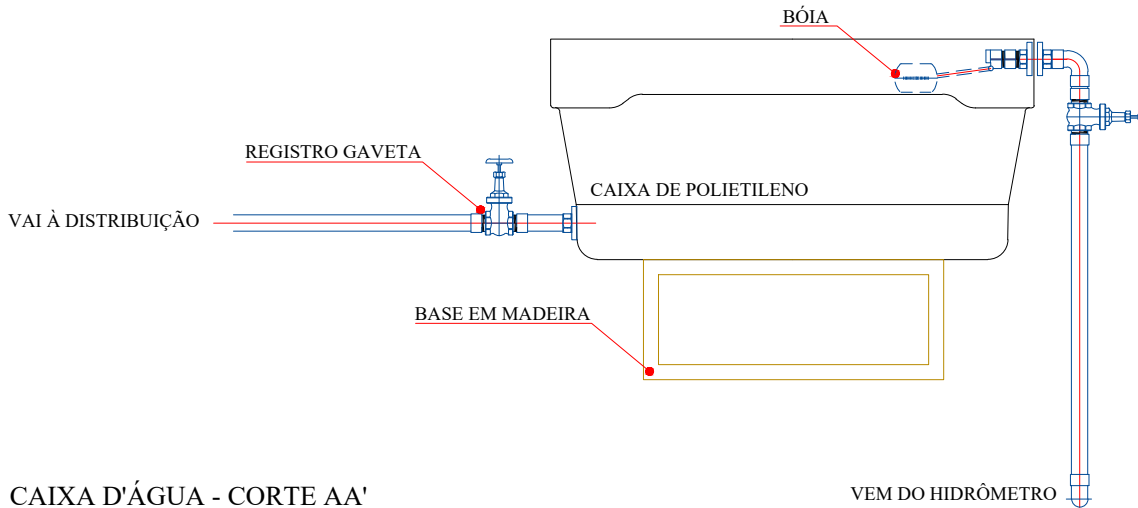 BÓIA
REGISTRO GAVETA
CAIXA DE POLIETILENO
VAI À DISTRIBUIÇÃO
BASE EM MADEIRA
CAIXA D'ÁGUA - CORTE AA'
VEM DO HIDRÔMETRO